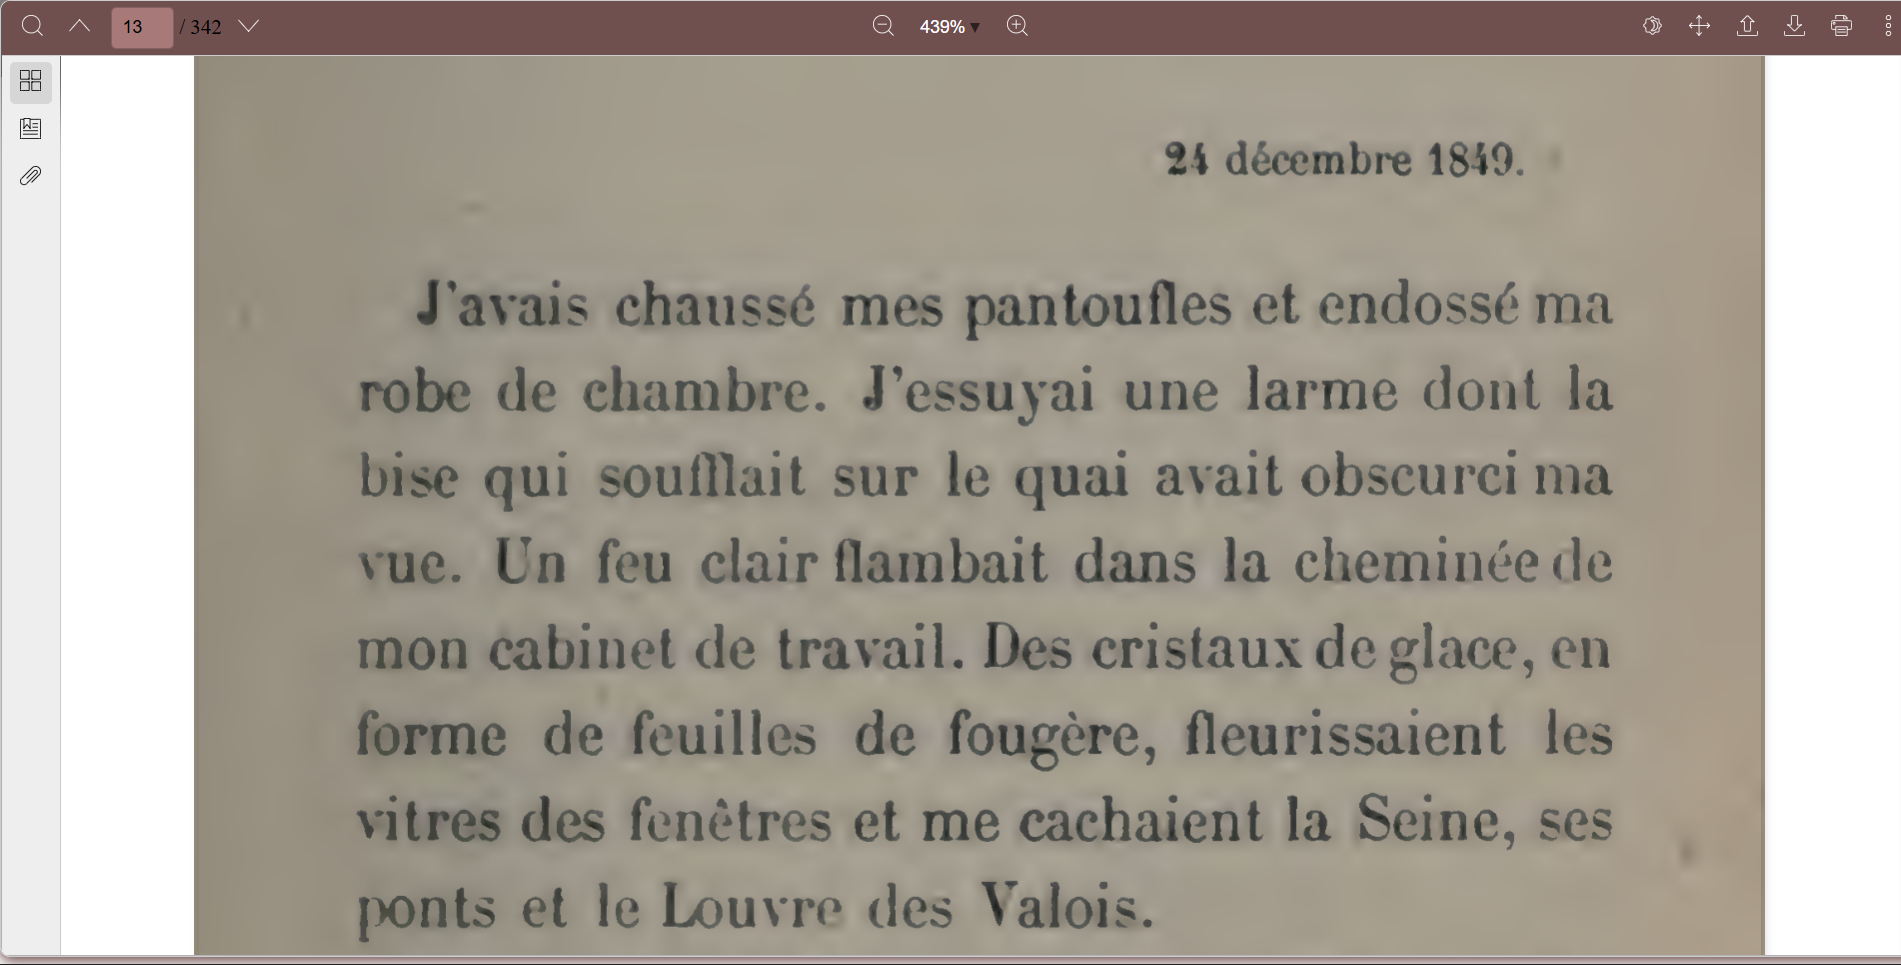 13 / 342 439%
24 décembre 1849.
J'avais chaussé mes pantoufles et endossé ma
robe de chambre. J'essuyai une larme dont la
bise qui soufflait sur le quai avait obscurci ma
vue. Un feu clair flambait dans la cheminée de
mon cabinet de travail. Des cristaux de glace, en
forme de feuilles de fougère, fleurissaient les
vitres des fenêtres et me cachaient la Seine, ses
ponts et le Louvre des Valois.